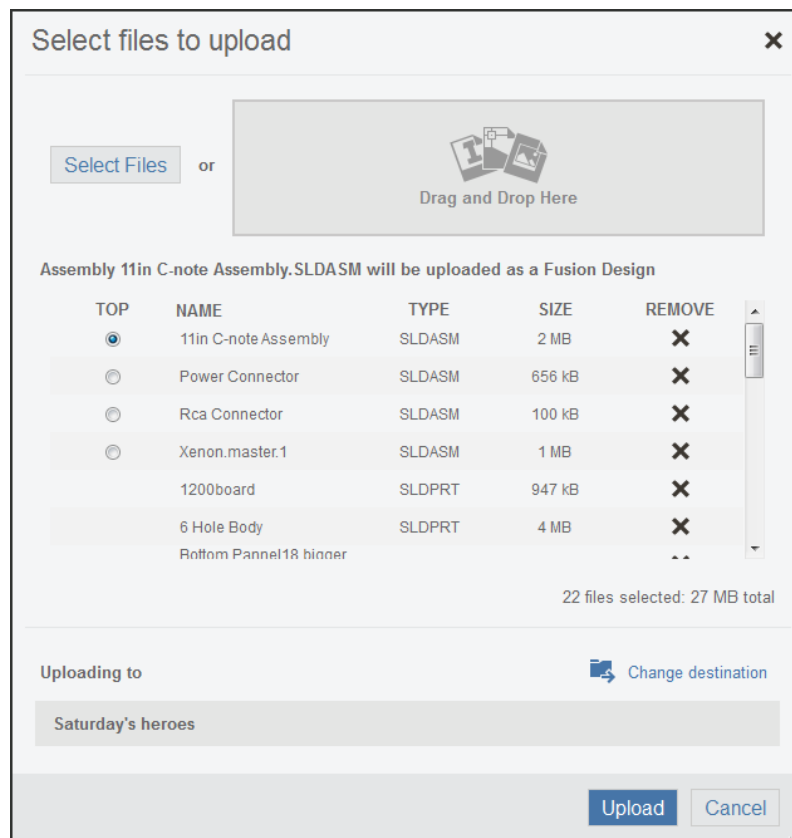 Select files to upload
Select Files or
Drag and Drop Here
Assembly 11in C-note Assembly.SLDASM will be uploaded as a Fusion Design
TOP NAME TYPE SIZE REMOVE
11in C-note Assembly SLDASM 2 MB
Power Connector SLDASM 656 kB
Rca Connector SLDASM 100 kB
Xenon.master.1 SLDASM 1 MB
1200board SLDPRT 947 kB
6 Hole Body SLDPRT 4 MB
Bottom Pannel18 bigger
22 files selected: 27 MB total
Uploading to Change destination
Saturday's heroes
Upload Cancel